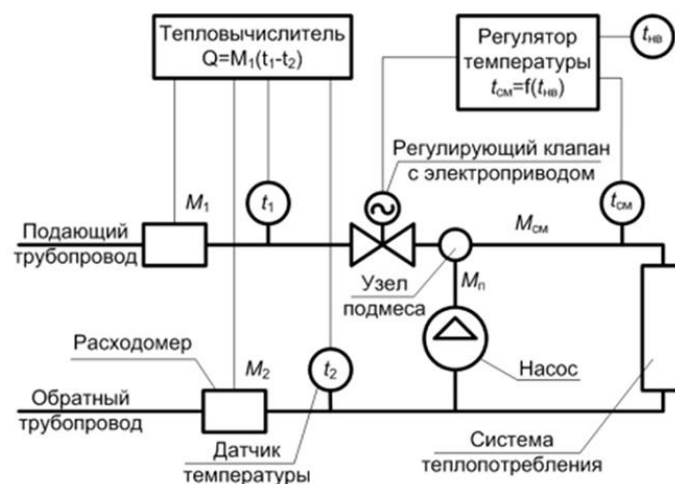 Тепловычислитель
Q=M₁(t₁-t₂)
Регулятор
температуры
tсм=f(tнв)
tнв
Регулирующий клапан
с электроприводом
M₁
t₁
tсм
Подающий
трубопровод
Mсм
Узел
подмеса
Mп
Расходомер
M₂
t₂
Насос
Обратный
трубопровод
Датчик
температуры
Система
теплопотребления